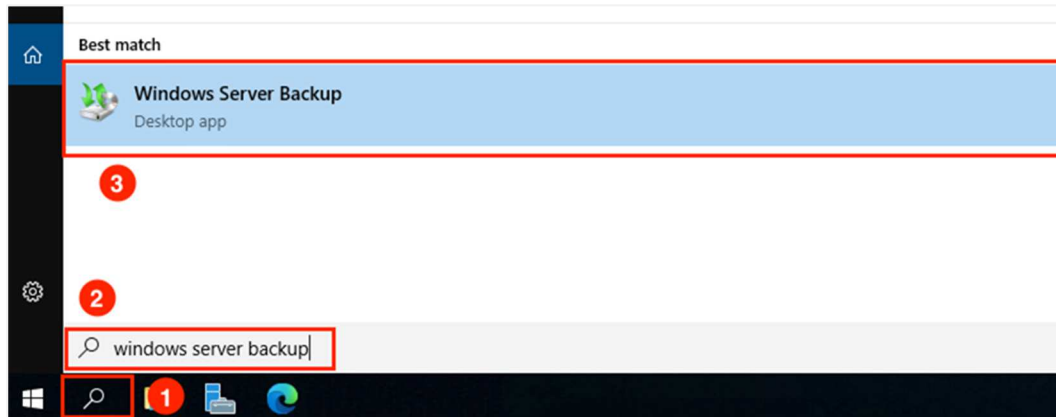 Best match
Windows Server Backup
Desktop app
3
2
windows server backup
1